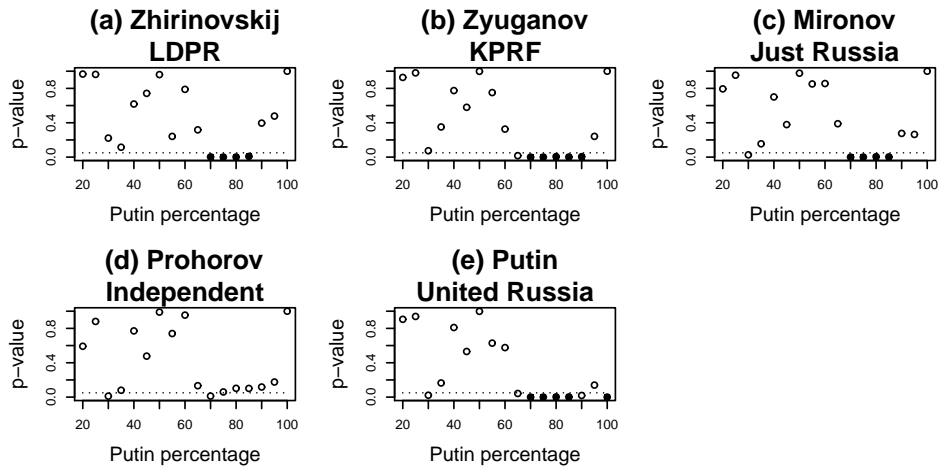 (a) Zhirinovskij
LDPR
p−value
0.0 0.4 0.8
20 40 60 80 100
Putin percentage
(b) Zyuganov
KPRF
p−value
0.0 0.4 0.8
20 40 60 80 100
Putin percentage
(c) Mironov
Just Russia
p−value
0.0 0.4 0.8
20 40 60 80 100
Putin percentage
(d) Prohorov
Independent
p−value
0.0 0.4 0.8
20 40 60 80 100
Putin percentage
(e) Putin
United Russia
p−value
0.0 0.4 0.8
20 40 60 80 100
Putin percentage